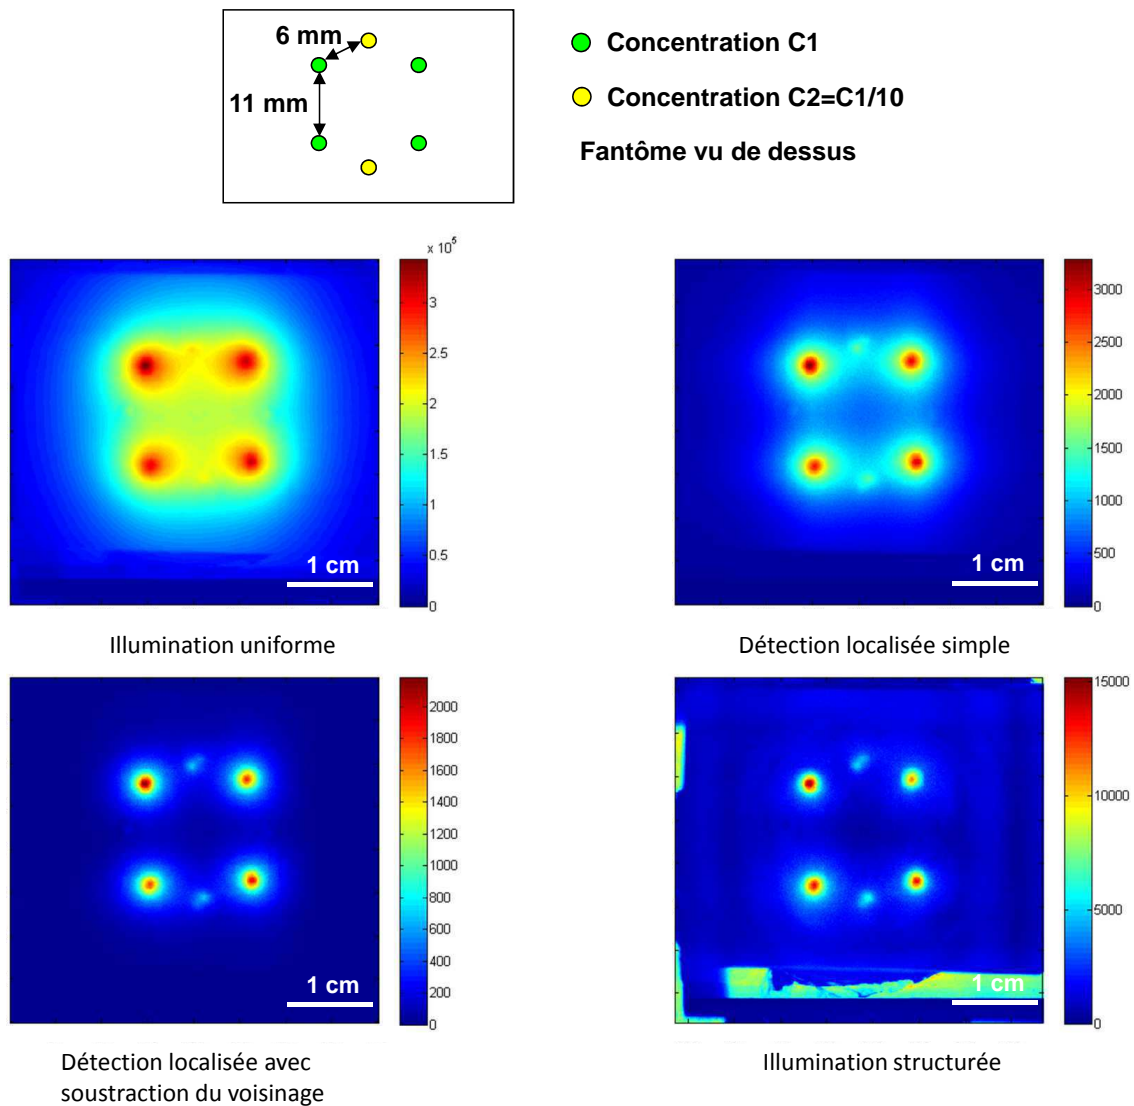 6 mm
11 mm
Concentration C1
Concentration C2=C1/10
Fantôme vu de dessus
x 10^5
3
2.5
2
1.5
1
0.5
0
1 cm
Illumination uniforme
3000
2500
2000
1500
1000
500
0
1 cm
Détection localisée simple
2000
1800
1600
1400
1200
1000
800
600
400
200
0
1 cm
Détection localisée avec
soustraction du voisinage
15000
10000
5000
0
1 cm
Illumination structurée